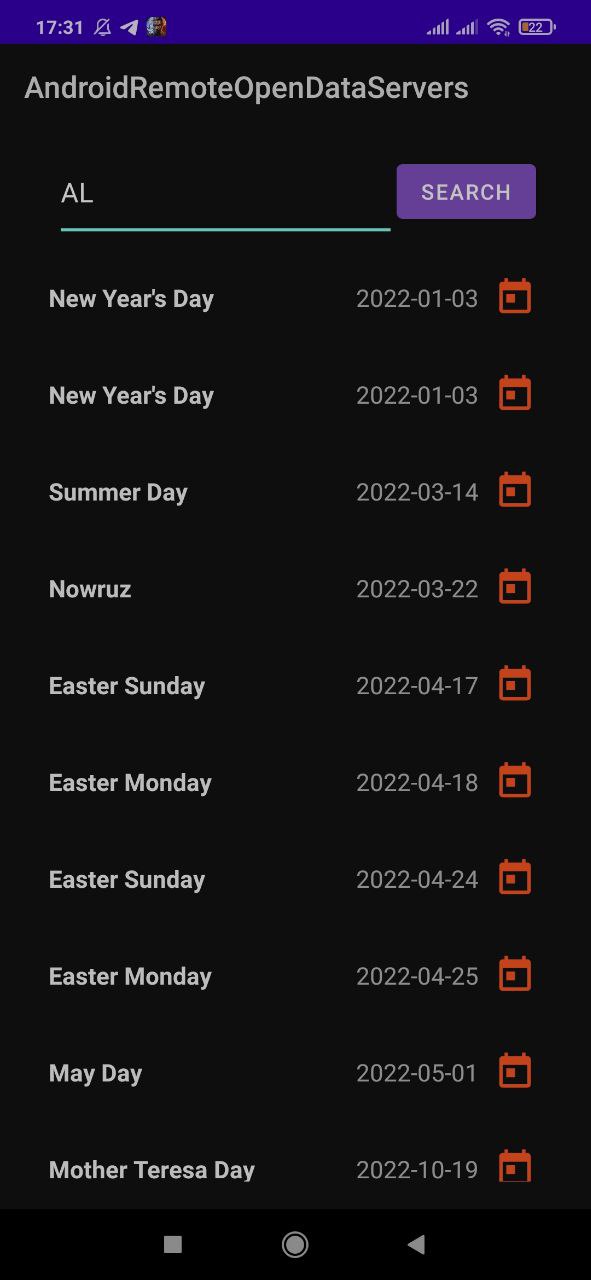 17:31 22
AndroidRemoteOpenDataServers
AL SEARCH
New Year's Day 2022-01-03
New Year's Day 2022-01-03
Summer Day 2022-03-14
Nowruz 2022-03-22
Easter Sunday 2022-04-17
Easter Monday 2022-04-18
Easter Sunday 2022-04-24
Easter Monday 2022-04-25
May Day 2022-05-01
Mother Teresa Day 2022-10-19